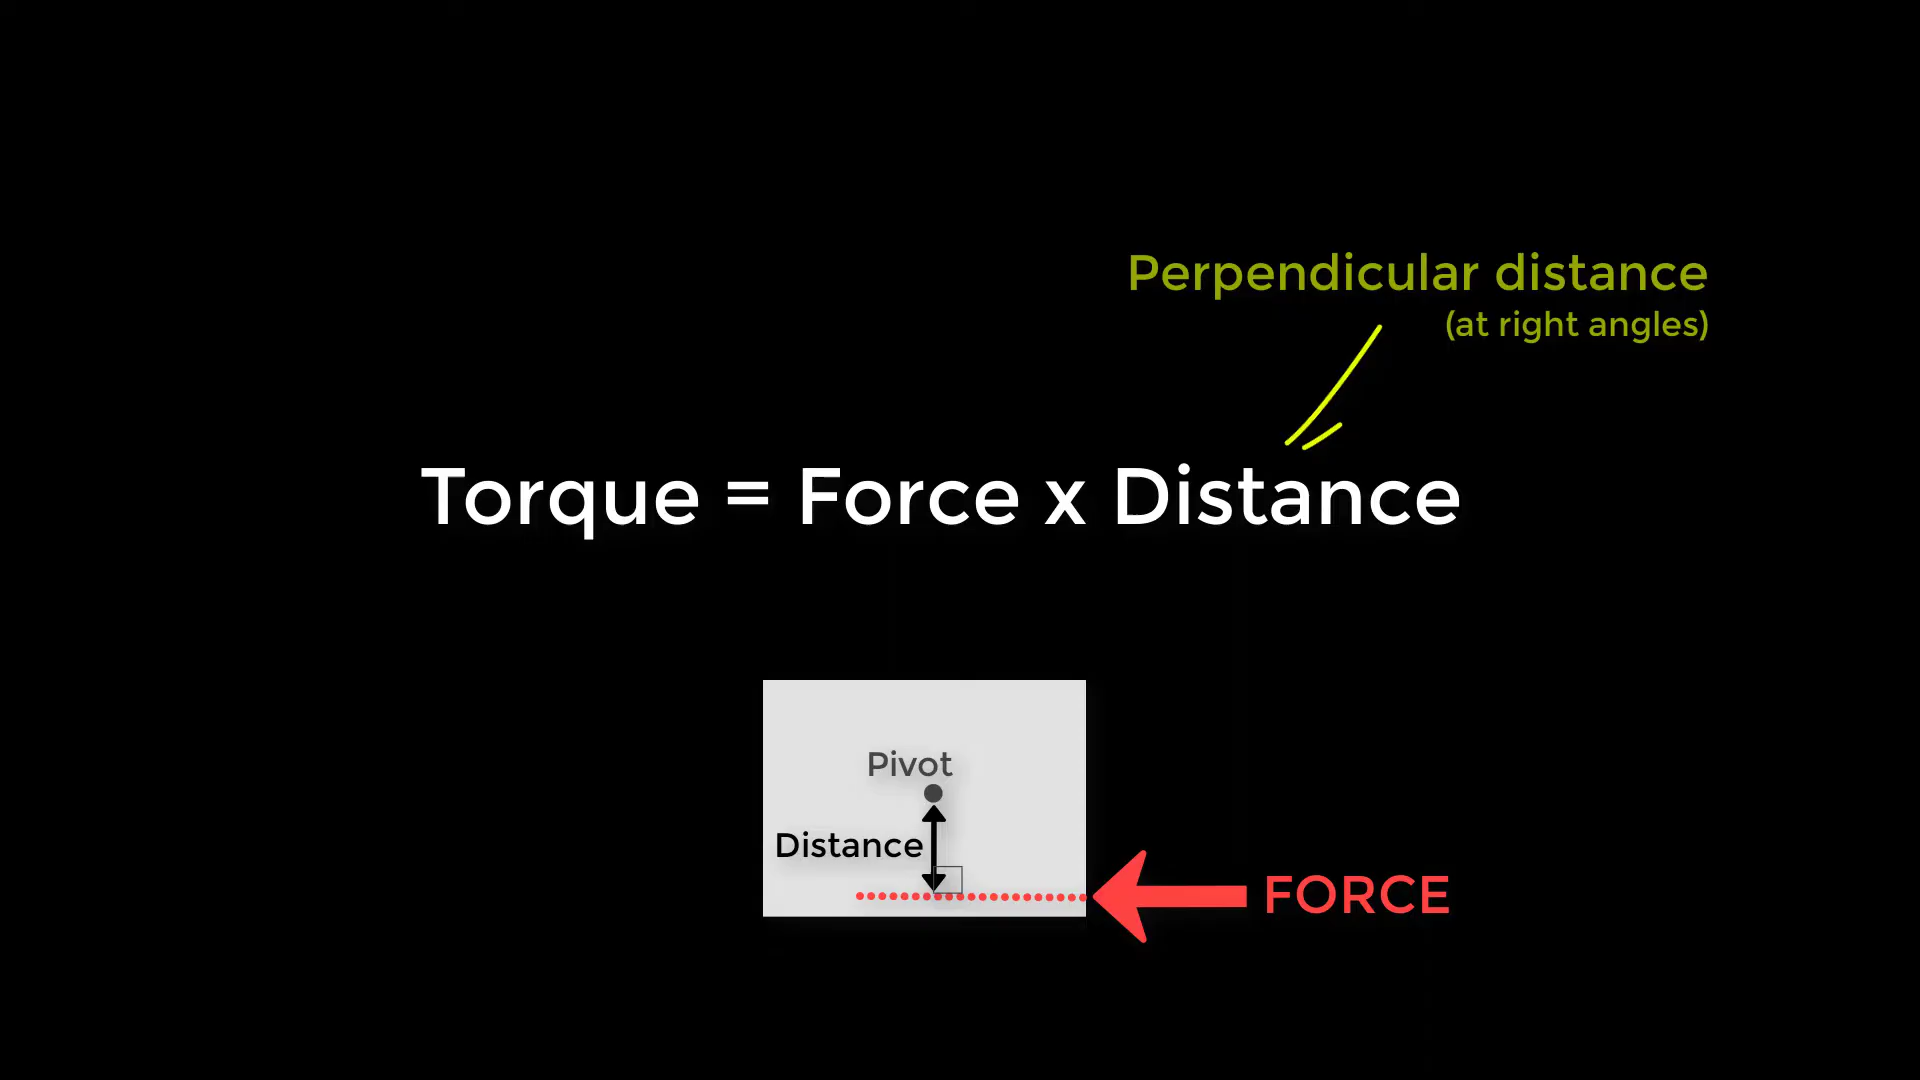 Perpendicular distance
(at right angles)
Torque = Force x Distance
Pivot
Distance
FORCE